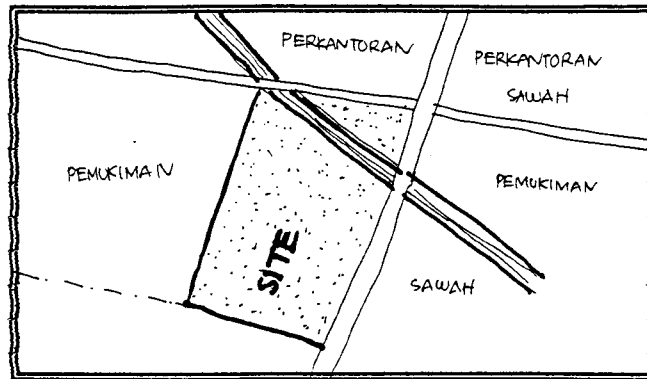 PERKANTORAN
PERKANTORAN
SAWAH
PEMUKIMAN
PEMUKIMAN
SITE
SAWAH